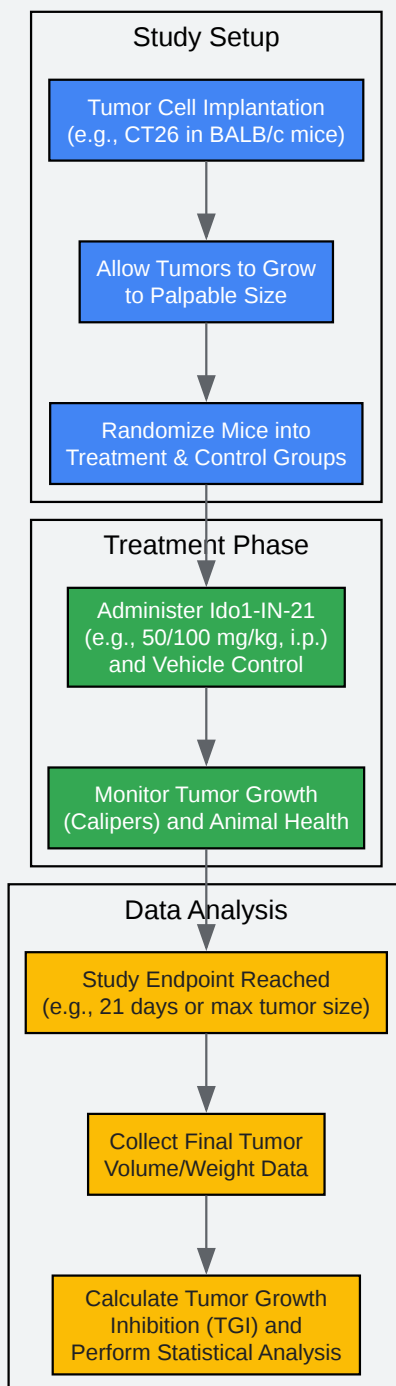 Study Setup
Tumor Cell Implantation
(e.g., CT26 in BALB/c mice)
Allow Tumors to Grow
to Palpable Size
Randomize Mice into
Treatment & Control Groups
Treatment Phase
Administer Ido1-IN-21
(e.g., 50/100 mg/kg, i.p.)
and Vehicle Control
Monitor Tumor Growth
(Calipers) and Animal Health
Data Analysis
Study Endpoint Reached
(e.g., 21 days or max tumor size)
Collect Final Tumor
Volume/Weight Data
Calculate Tumor Growth
Inhibition (TGI) and
Perform Statistical Analysis